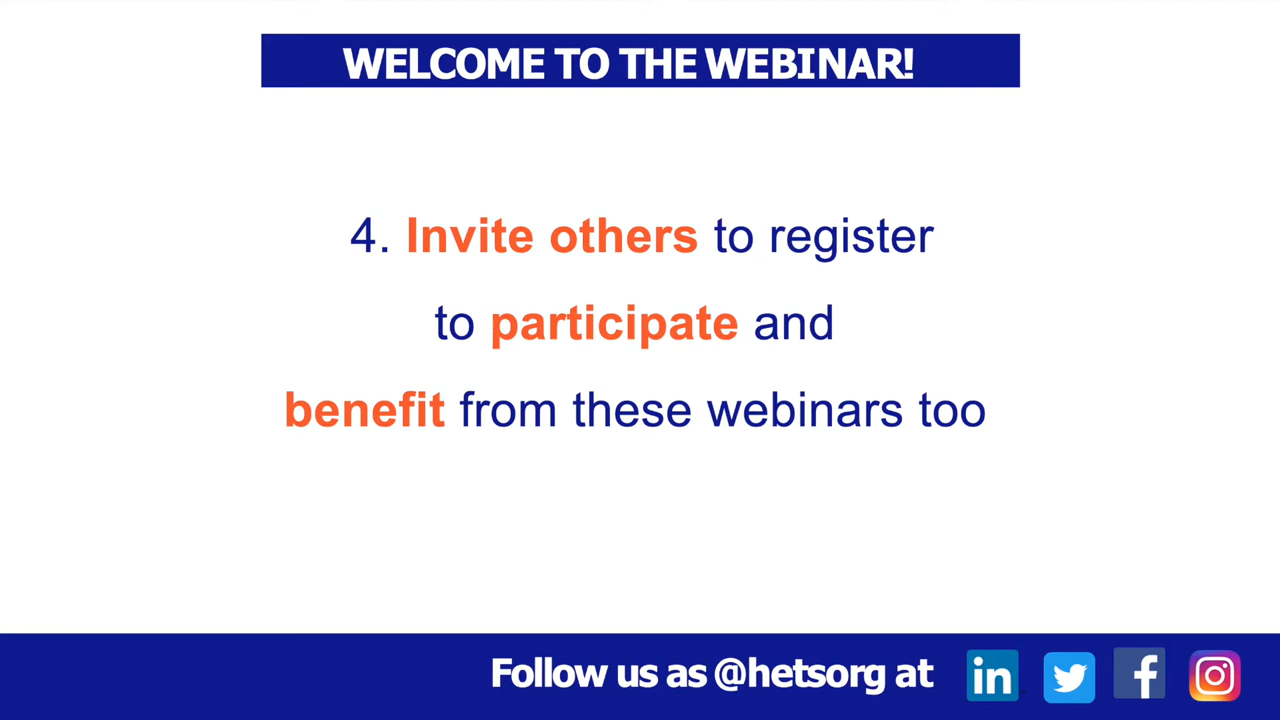 WELCOME TO THE WEBINAR!
4. Invite others to register
to participate and
benefit from these webinars too
Follow us as @hetsorg at